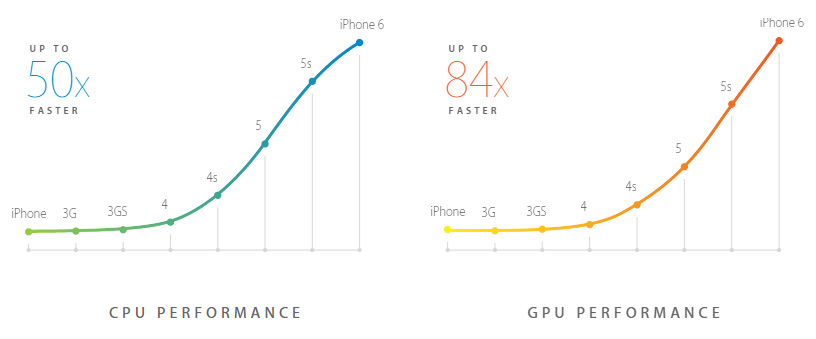 UP TO
50x
FASTER
iPhone
3G
3GS
4
4s
5
5s
iPhone 6
CPU PERFORMANCE
UP TO
84x
FASTER
iPhone
3G
3GS
4
4s
5
5s
iPhone 6
GPU PERFORMANCE